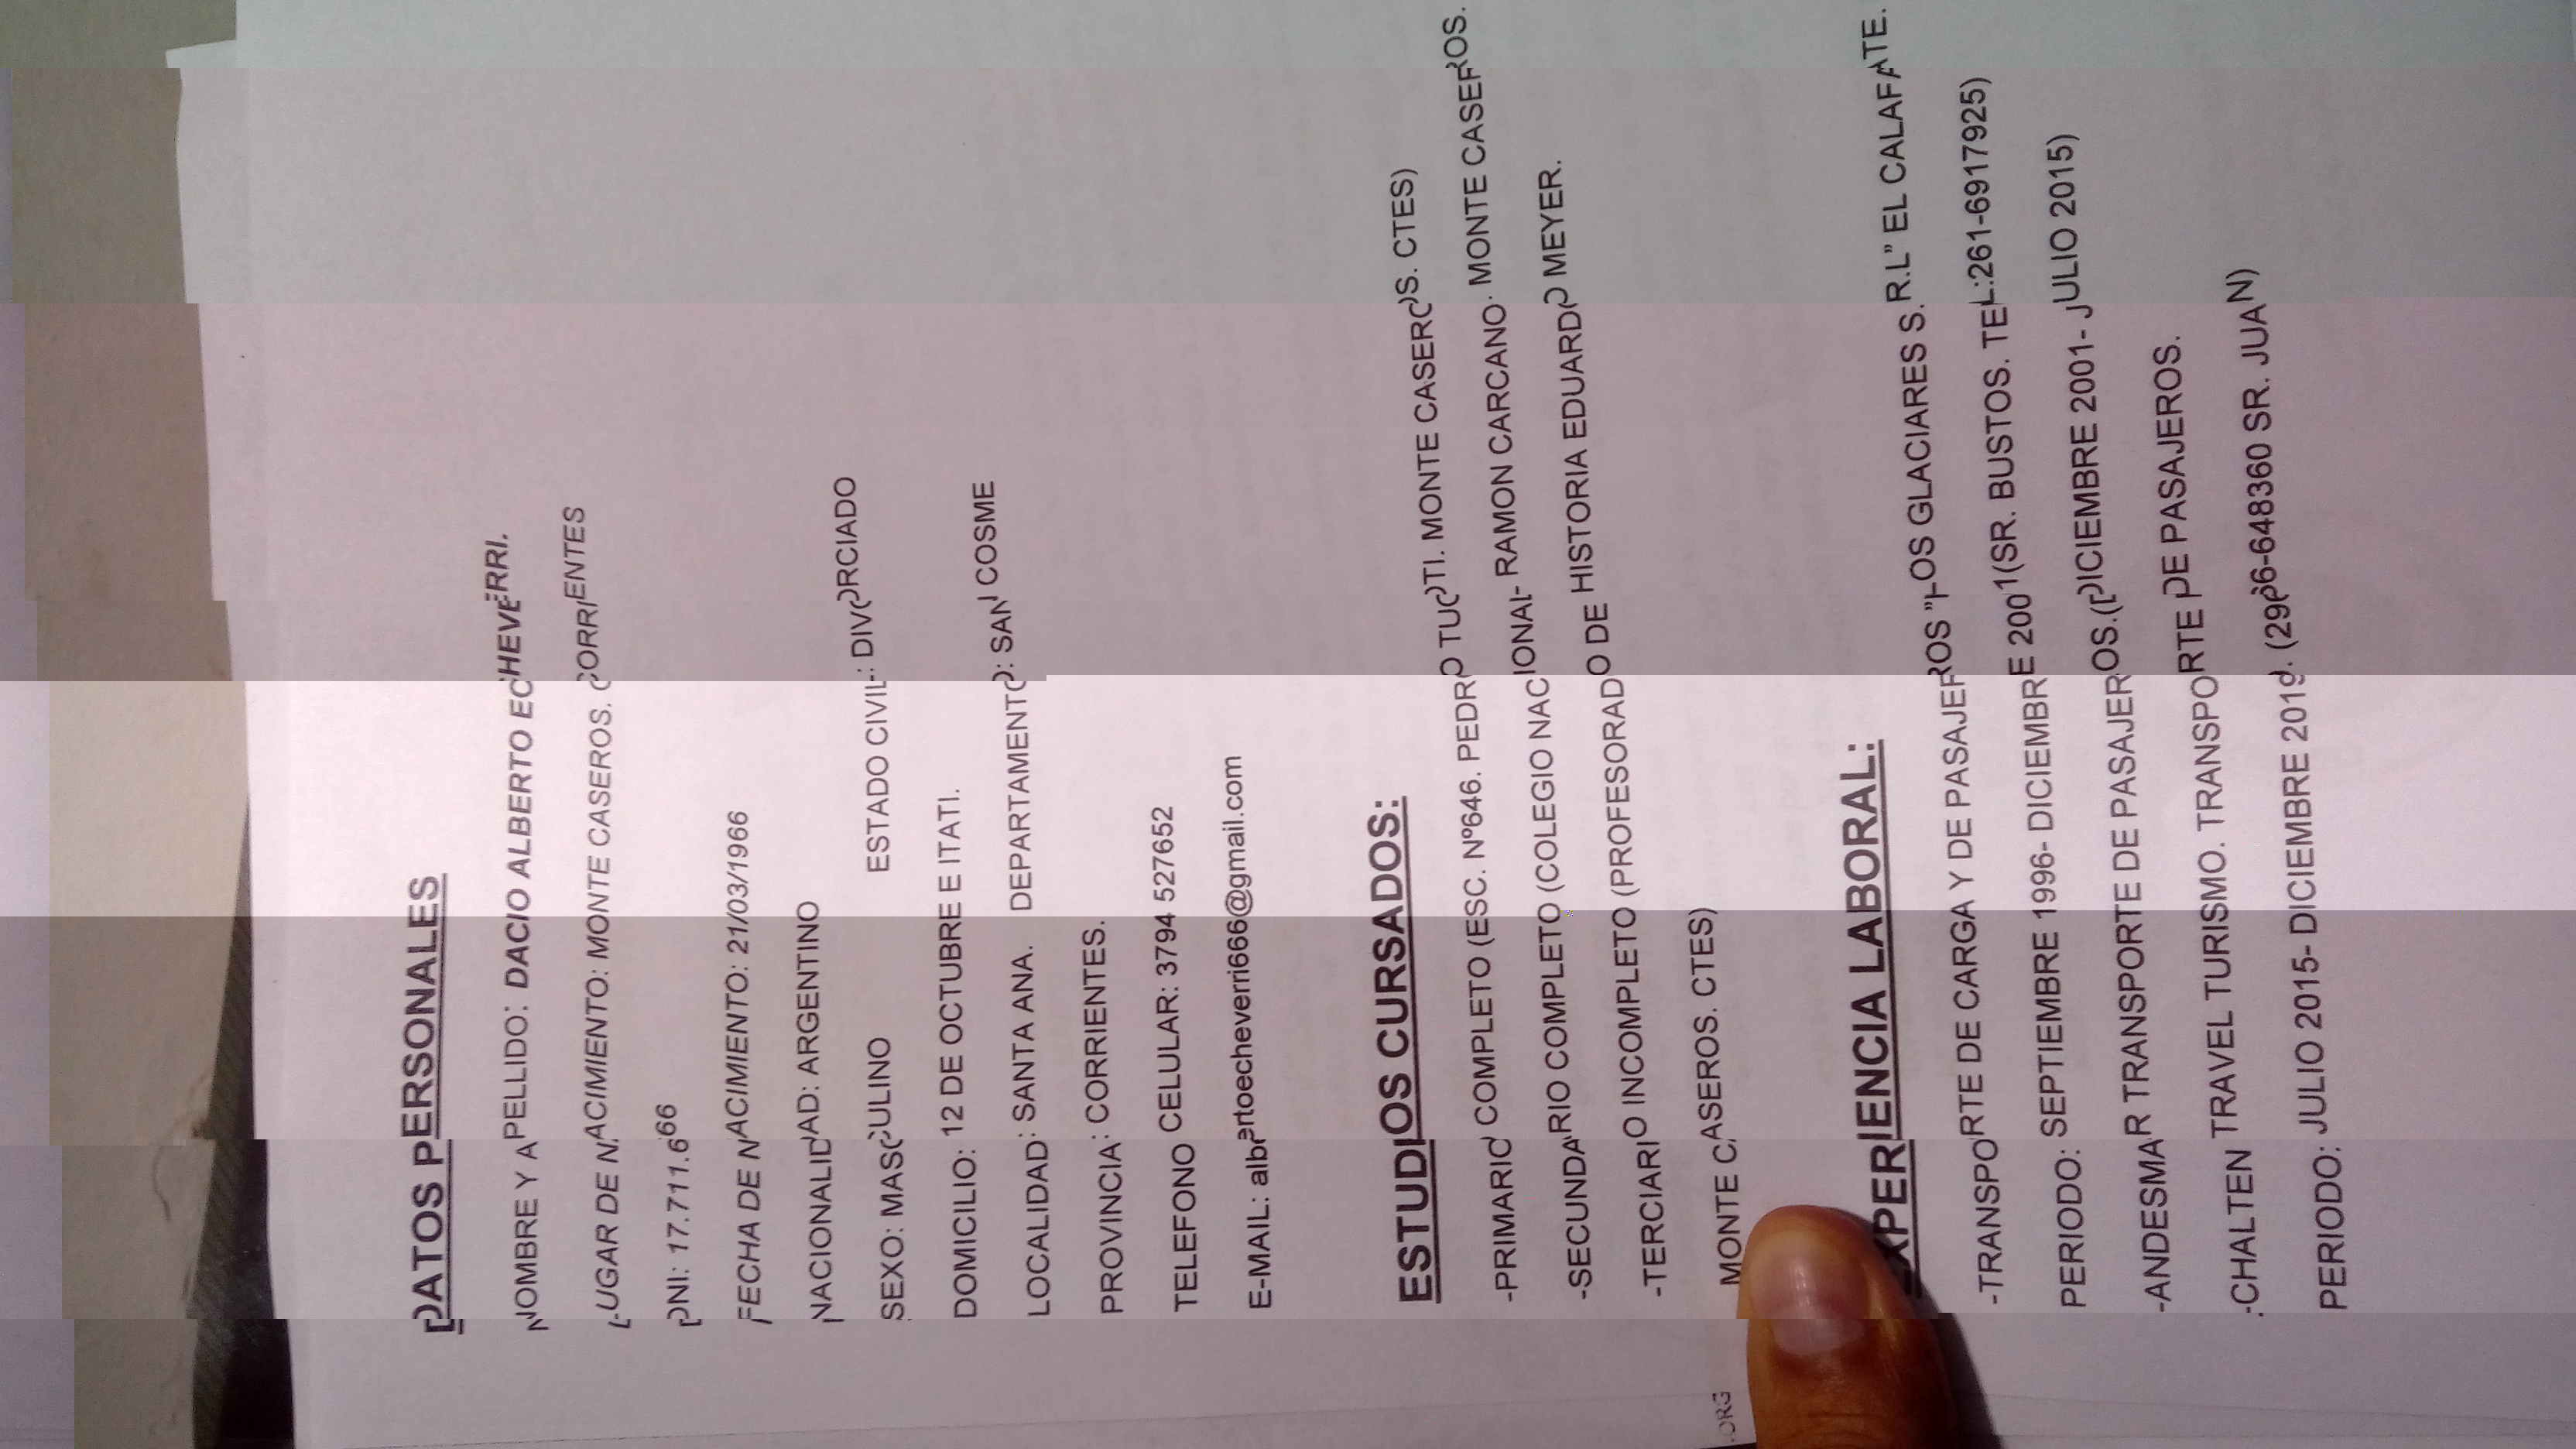 DATOS PERSONALES
NOMBRE Y APELLIDO: DACIO ALBERTO ECHEVERRI.
LUGAR DE NACIMIENTO: MONTE CASEROS. CORRIENTES
DNI: 17.711.666
FECHA DE NACIMIENTO: 21/03/1966
NACIONALIDAD: ARGENTINO
SEXO: MASCULINO ESTADO CIVIL: DIVORCIADO
DOMICILIO: 12 DE OCTUBRE E ITATI.
LOCALIDAD: SANTA ANA. DEPARTAMENTO: SAN COSME
PROVINCIA: CORRIENTES.
TELEFONO CELULAR: 3794 527652
E-MAIL: albertoecheverri666@gmail.com
ESTUDIOS CURSADOS:
-PRIMARIO COMPLETO (ESC. Nº646. PEDRO MONTE CASEROS. CTES)
-SECUNDARIO COMPLETO (COLEGIO NACIONAL- RAMON CARCANO. MONTE CASEROS.
-TERCIARIO INCOMPLETO (PROFESORADO DE HISTORIA EDUARDO MEYER.
MONTE CASEROS. CTES)
.ORG
EXPERIENCIA LABORAL:
-TRANSPORTE DE CARGA Y DE PASAJEROS "LOS GLACIARES S.R.L" EL CALAFATE.
PERIODO: SEPTIEMBRE 1996- DICIEMBRE 2001(SR. BUSTOS. TEL:261-6917925)
-ANDESMAR TRANSPORTE DE PASAJEROS.(DICIEMBRE 2001- JULIO 2015)
-CHALTEN TRAVEL TURISMO. TRANSPORTE DE PASAJEROS.
PERIODO: JULIO 2015- DICIEMBRE 2019. (2966-648360 SR. JUAN)